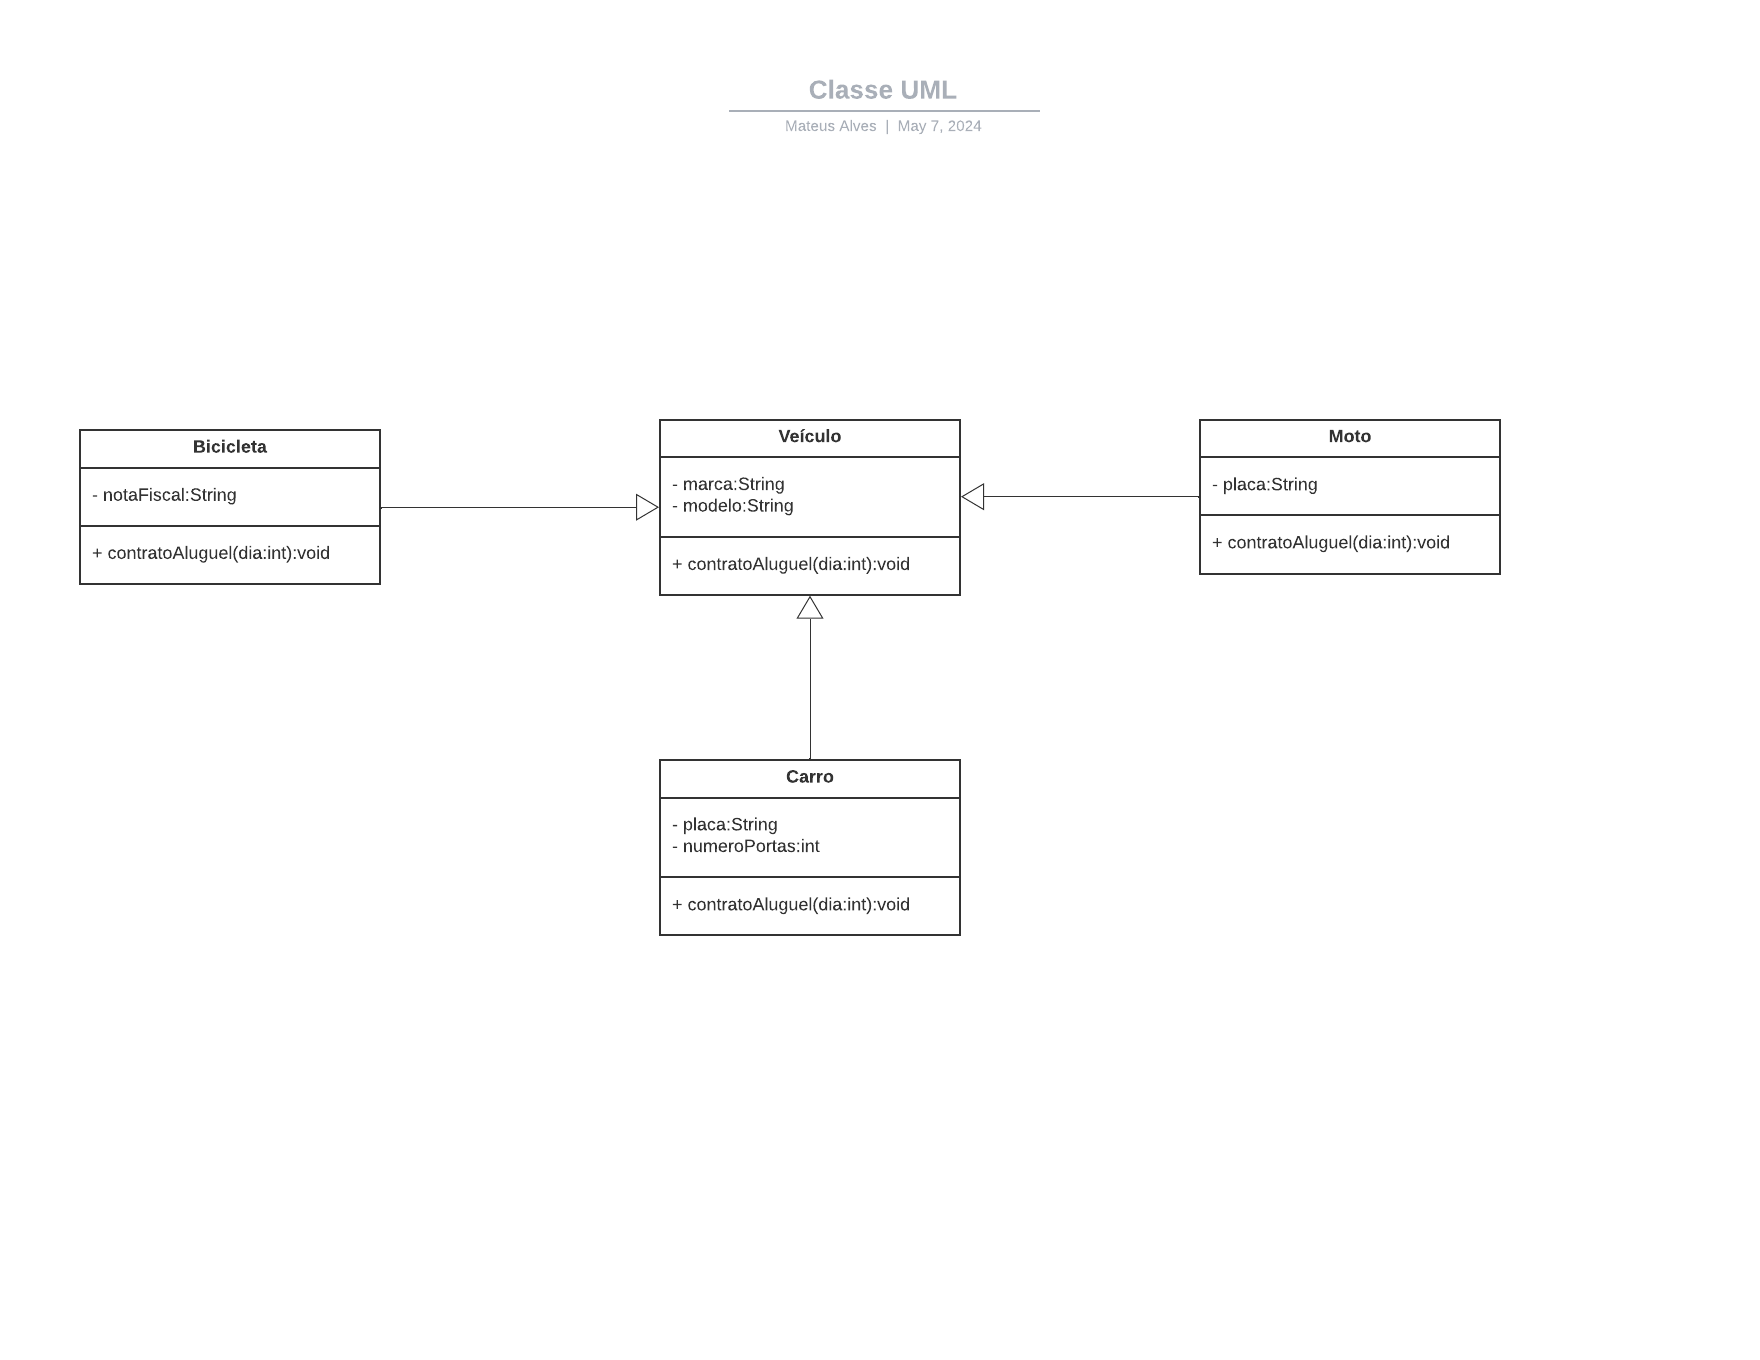 Classe UML
Mateus Alves | May 7, 2024
Bicicleta
- notaFiscal:String
+ contratoAluguel(dia:int):void
Veículo
- marca:String
- modelo:String
+ contratoAluguel(dia:int):void
Moto
- placa:String
+ contratoAluguel(dia:int):void
Carro
- placa:String
- numeroPortas:int
+ contratoAluguel(dia:int):void